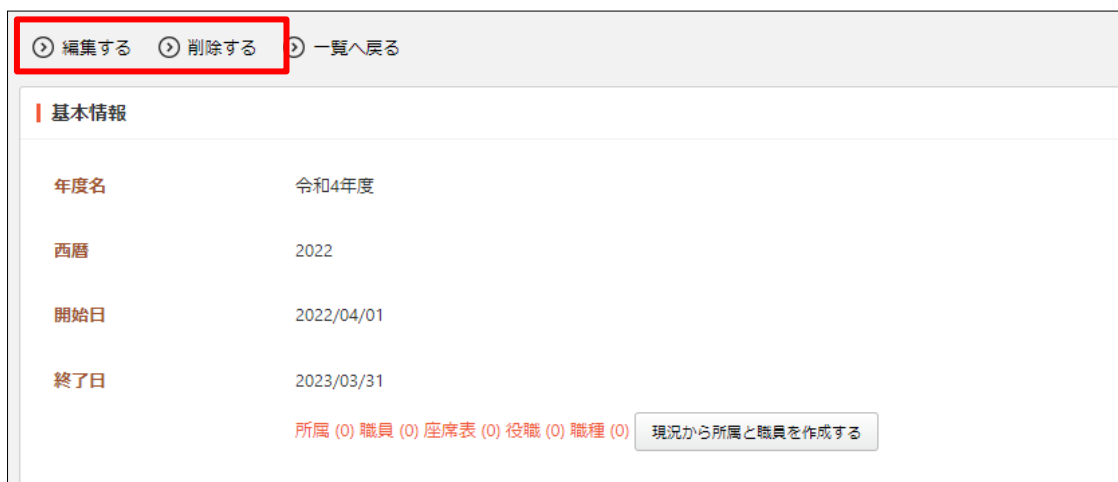 編集する 削除する 一覧へ戻る
基本情報
年度名 令和4年度
西暦 2022
開始日 2022/04/01
終了日 2023/03/31
所属 (0) 職員 (0) 座席表 (0) 役職 (0) 職種 (0) 現況から所属と職員を作成する